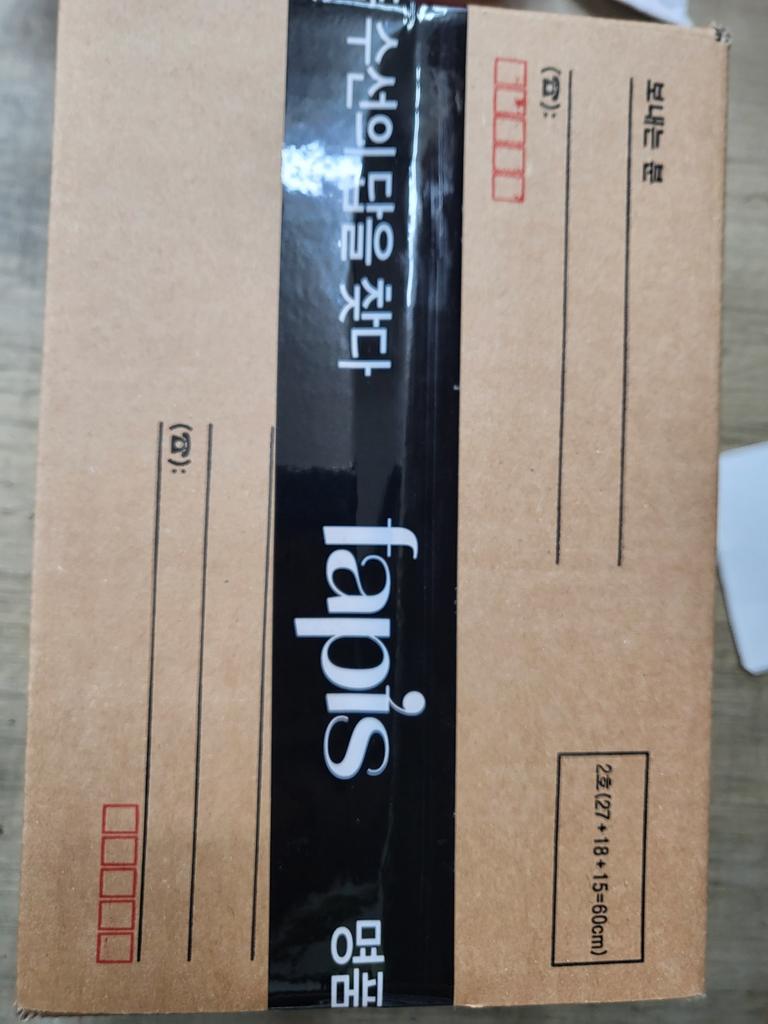 보내는 분
(☎):
2호(27+18+15=60cm)
수선의 답을 찾다
fapis
명품
(☎):